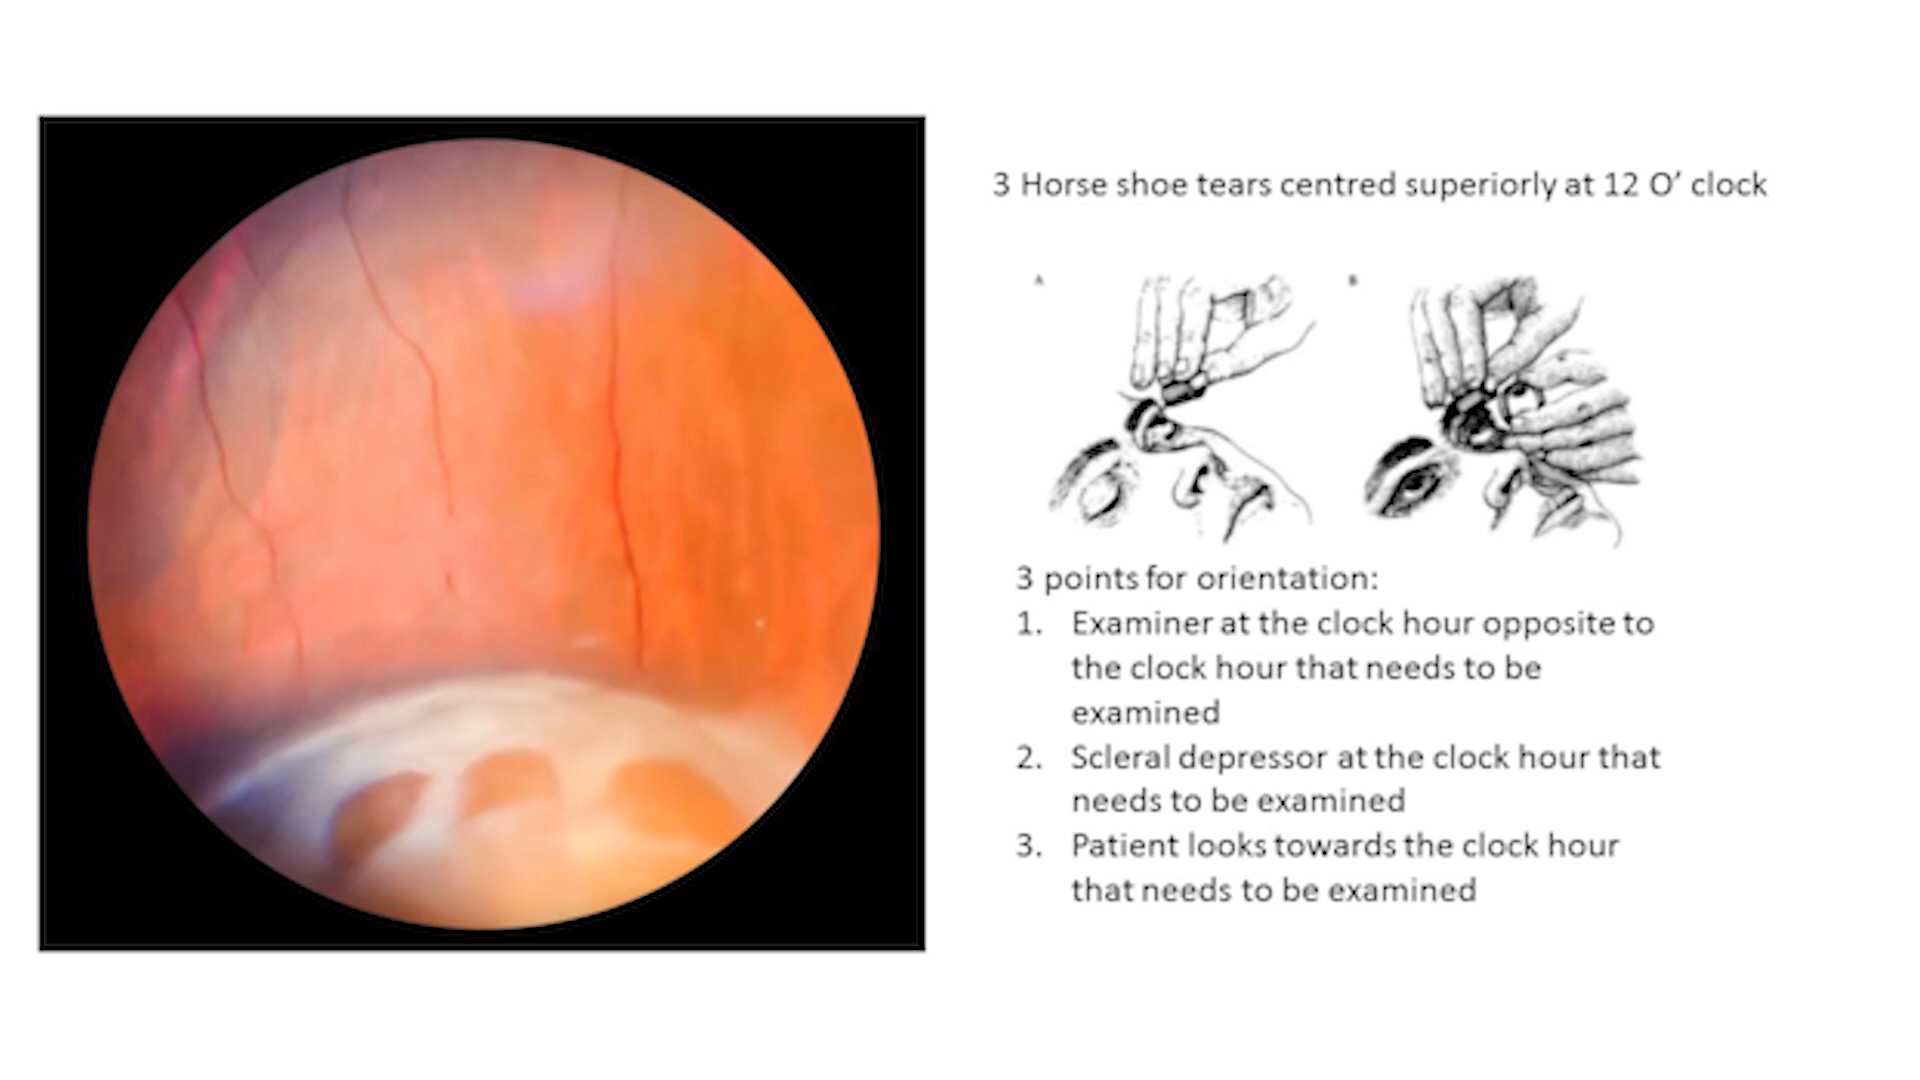 3 Horse shoe tears centred superiorly at 12 O’ clock
A
B
3 points for orientation:
1. Examiner at the clock hour opposite to
the clock hour that needs to be
examined
2. Scleral depressor at the clock hour that
needs to be examined
3. Patient looks towards the clock hour
that needs to be examined